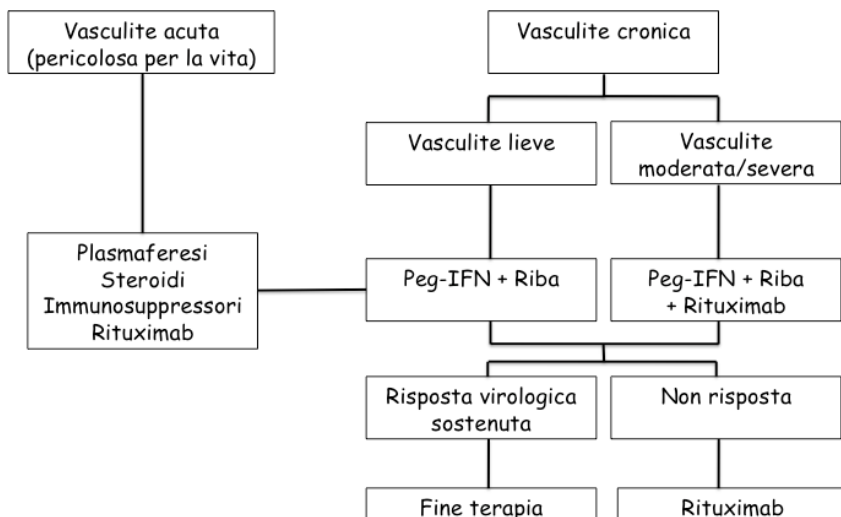 Vasculite acuta
(pericolosa per la vita)
Vasculite cronica
Vasculite lieve
Vasculite
moderata/severa
Plasmaferesi
Steroidi
Immunosuppressori
Rituximab
Peg-IFN + Riba
Peg-IFN + Riba
+ Rituximab
Risposta virologica
sostenuta
Non risposta
Fine terapia
Rituximab